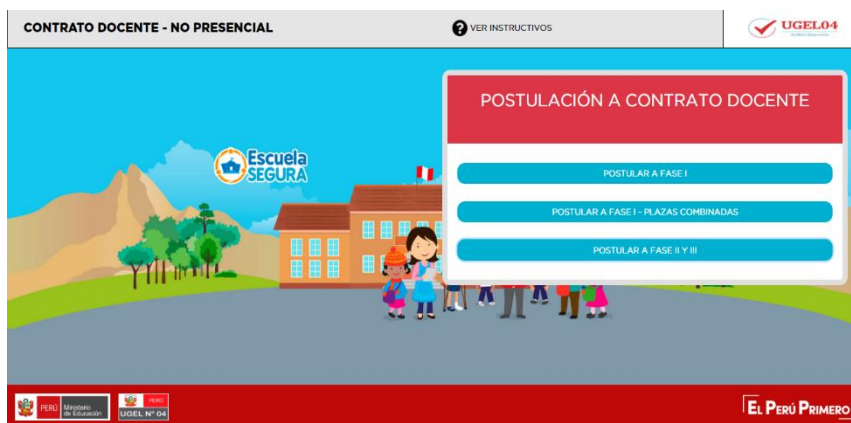 CONTRATO DOCENTE - NO PRESENCIAL
? VER INSTRUCTIVOS
UGEL04
POSTULACIÓN A CONTRATO DOCENTE
Escuela
SEGURA
POSTULAR A FASE I
POSTULAR A FASE I - PLAZAS COMBINADAS
POSTULAR A FASE II Y III
PERÚ
Ministerio
de Educación
PERÚ
UGEL N° 04
EL PERÚ PRIMERO